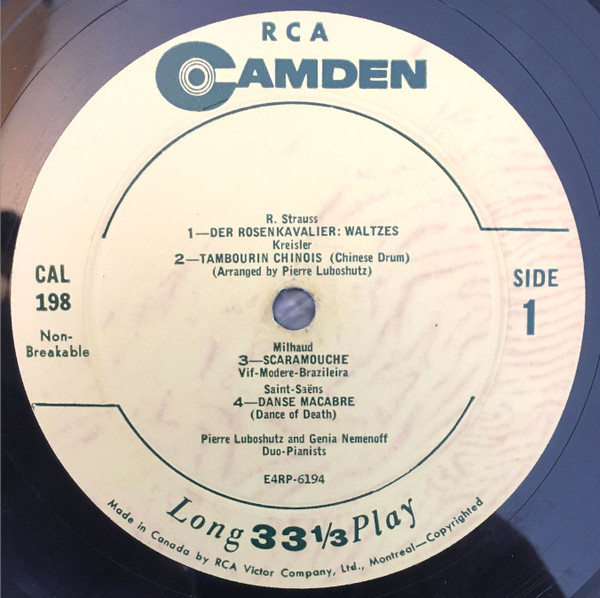 RCA
CAMDEN
R. Strauss
1—DER ROSENKAVALIER: WALTZES
Kreisler
2—TAMBOURIN CHINOIS (Chinese Drum)
(Arranged by Pierre Luboshutz)
CAL
198
Non-
Breakable
SIDE
1
Milhaud
3—SCARAMOUCHE
Vif-Modere-Brazileira
Saint-Saëns
4—DANSE MACABRE
(Dance of Death)
Pierre Luboshutz and Genia Nemenoff
Duo-Pianists
E4RP-6194
Long 33 1/3 Play
Made in Canada by RCA Victor Company, Ltd., Montreal—Copyrighted